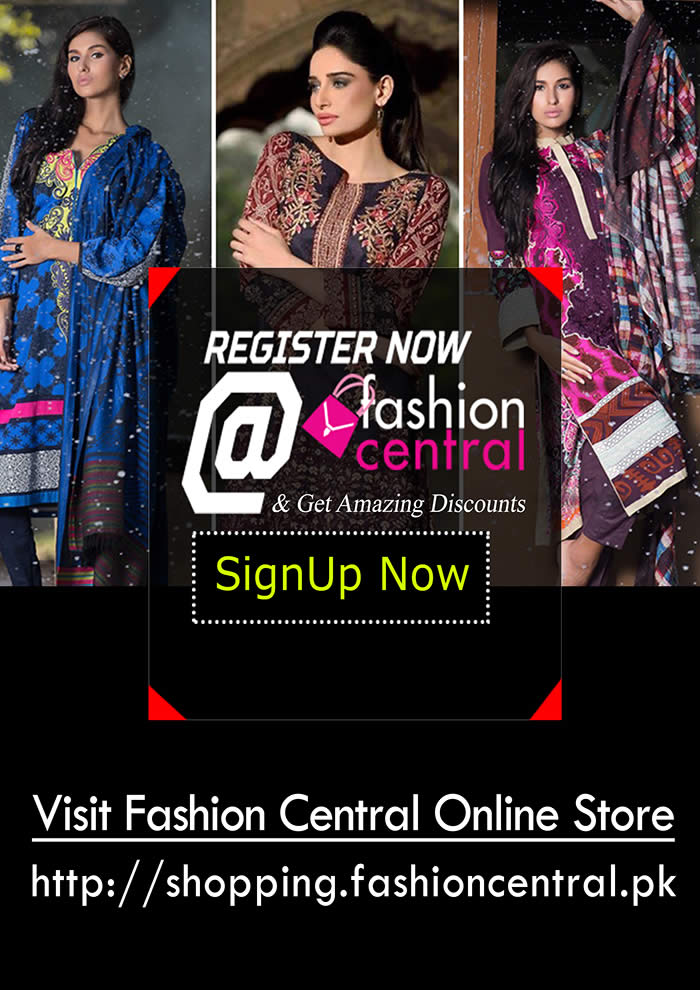 REGISTER NOW
@ fashion
central
& Get Amazing Discounts
SignUp Now
Visit Fashion Central Online Store
http://shopping.fashioncentral.pk